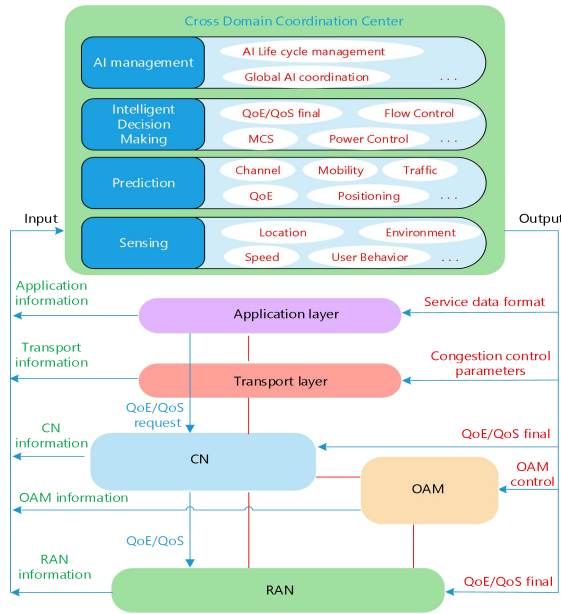 Cross Domain Coordination Center
AI management
AI Life cycle management
Global AI coordination
...
Intelligent
Decision
Making
QoE/QoS final
Flow Control
MCS
Power Control
...
Prediction
Channel
Mobility
Traffic
QoE
Positioning
...
Sensing
Location
Environment
Speed
User Behavior
...
Input
Output
Application
information
Application layer
Service data format
Transport
information
Transport layer
Congestion control
parameters
QoE/QoS
request
CN
information
CN
QoE/QoS final
OAM
control
OAM information
OAM
QoE/QoS
RAN
information
RAN
QoE/QoS final